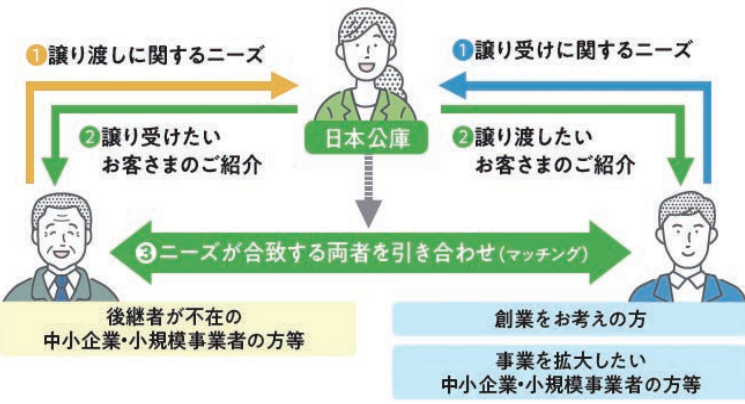 ❶譲り渡しに関するニーズ
❶譲り受けに関するニーズ
日本公庫
❷譲り受けたい
お客さまのご紹介
❷譲り渡したい
お客さまのご紹介
❸ニーズが合致する両者を引き合わせ(マッチング)
後継者が不在の
中小企業・小規模事業者の方等
創業をお考えの方
事業を拡大したい
中小企業・小規模事業者の方等